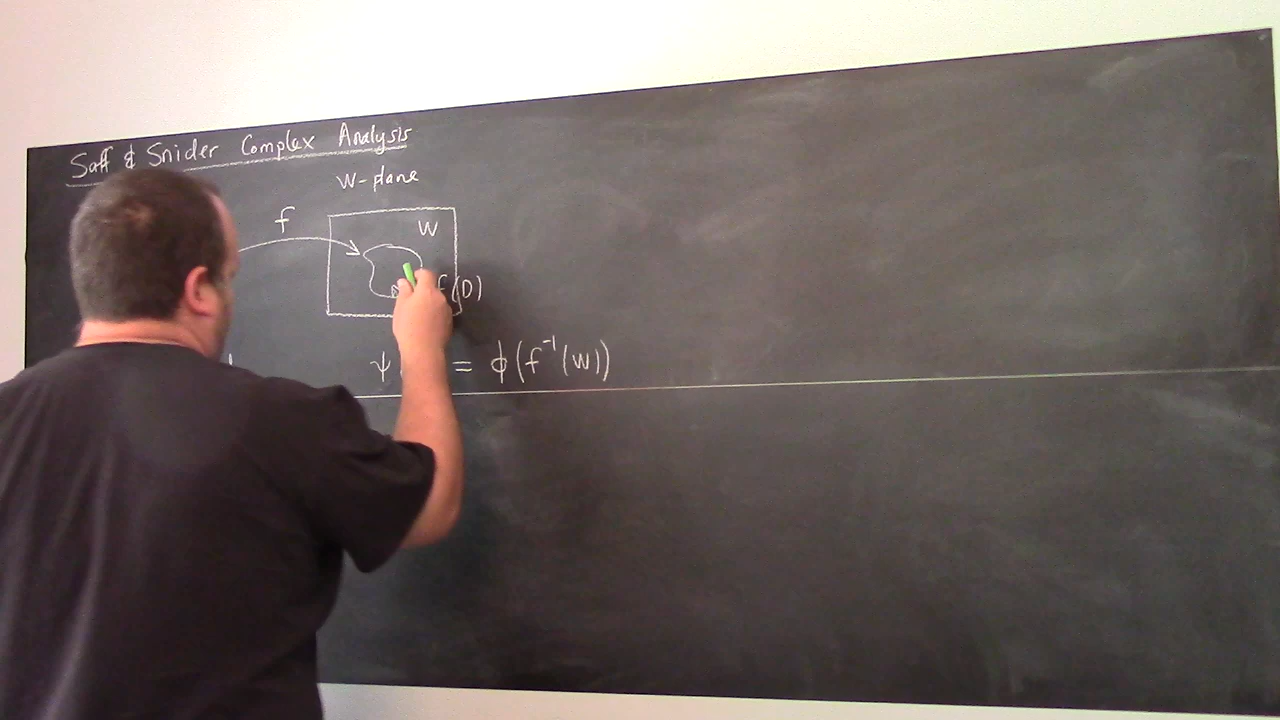 Saff & Snider Complex Analysis
W-plane
f
W
f(D)
ψ = φ(f⁻¹(w))